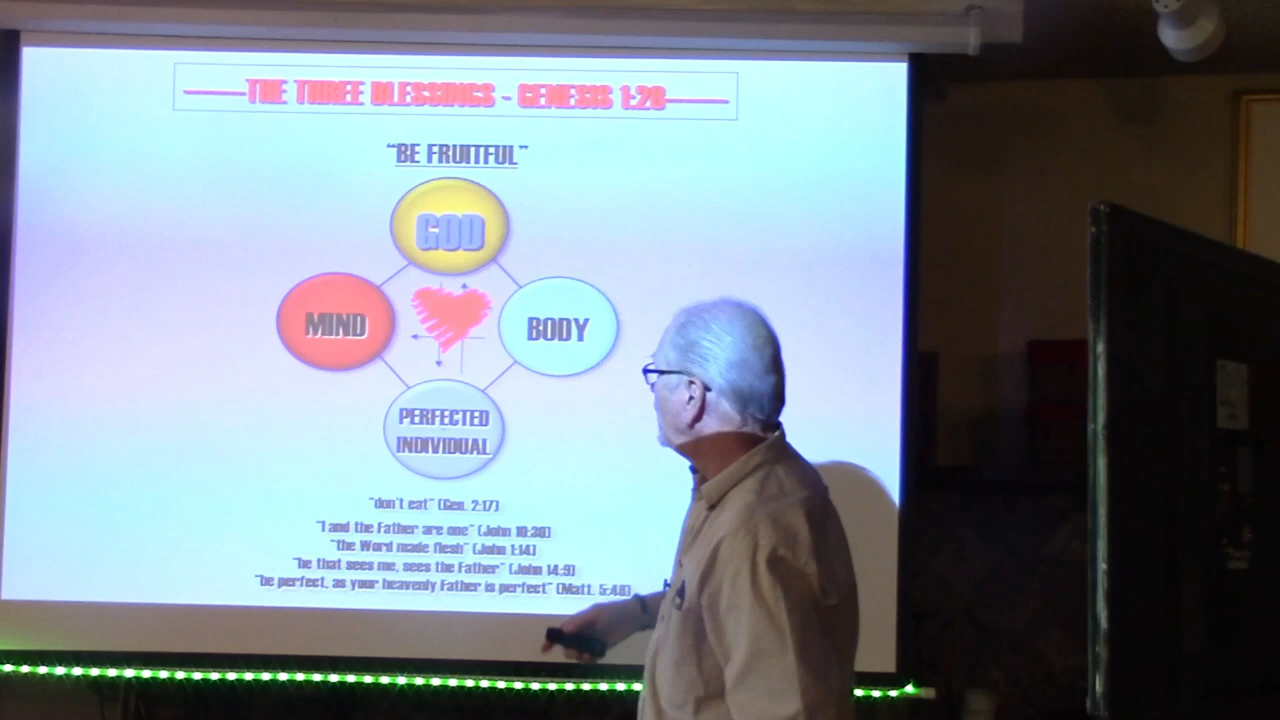 THE THREE BLESSINGS - GENESIS 1:28
"BE FRUITFUL"
GOD
MIND
BODY
PERFECTED
INDIVIDUAL
"don't eat" (Gen. 2:17)
"I and the Father are one" (John 10:30)
"the Word made flesh" (John 1:14)
"he that sees me, sees the Father" (John 14:9)
"be perfect, as your heavenly Father is perfect" (Matt. 5:48)